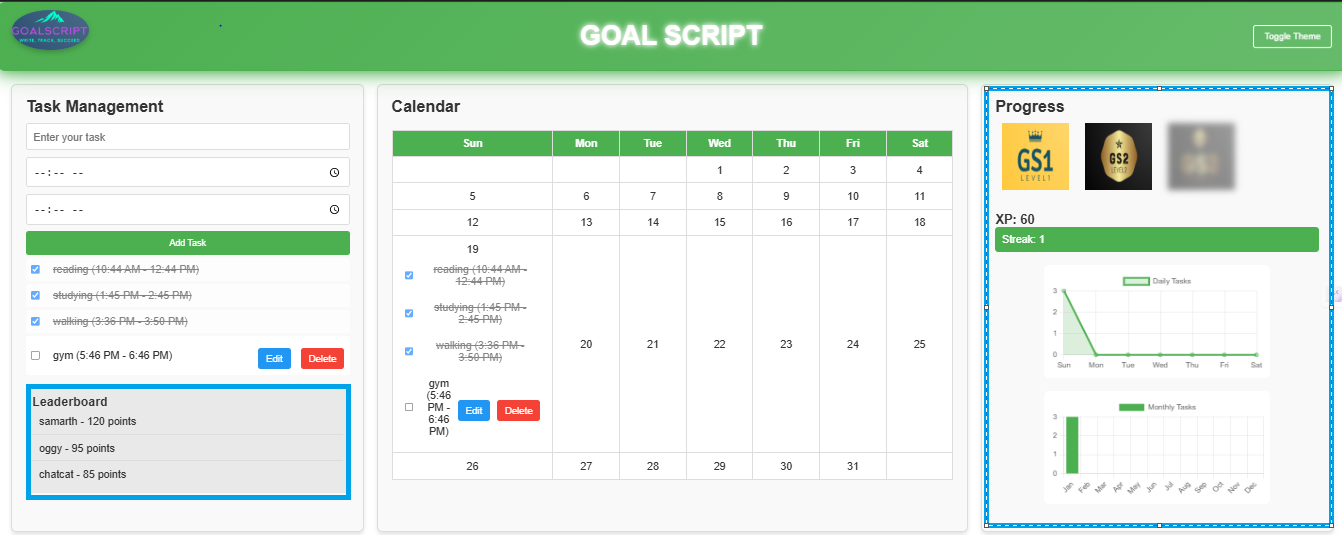 GOALSCRIPT
WRITE, TRACK, SUCCEED
GOAL SCRIPT
Toggle Theme
Task Management
Enter your task
--:-- --
--:-- --
Add Task
reading (10:44 AM - 12:44 PM)
studying (1:45 PM - 2:45 PM)
walking (3:36 PM - 3:50 PM)
gym (5:46 PM - 6:46 PM) Edit Delete
Leaderboard
samarth - 120 points
oggy - 95 points
chatcat - 85 points
Calendar
Sun Mon Tue Wed Thu Fri Sat
1 2 3 4
5 6 7 8 9 10 11
12 13 14 15 16 17 18
19
reading (10:44 AM -
12:44 PM)
studying (1:45 PM -
2:45 PM)
walking (3:36 PM -
3:50 PM)
20 21 22 23 24 25
gym
(5:46
PM -
6:46
PM)
Edit Delete
26 27 28 29 30 31
Progress
GS1
LEVEL1
GS2
LEVEL2
XP: 60
Streak: 1
Daily Tasks
3
2
1
0
Sun Mon Tue Wed Thu Fri Sat
Monthly Tasks
3
2
1
0
Jan Feb Mar Apr May Jun Jul Aug Sep Oct Nov Dec